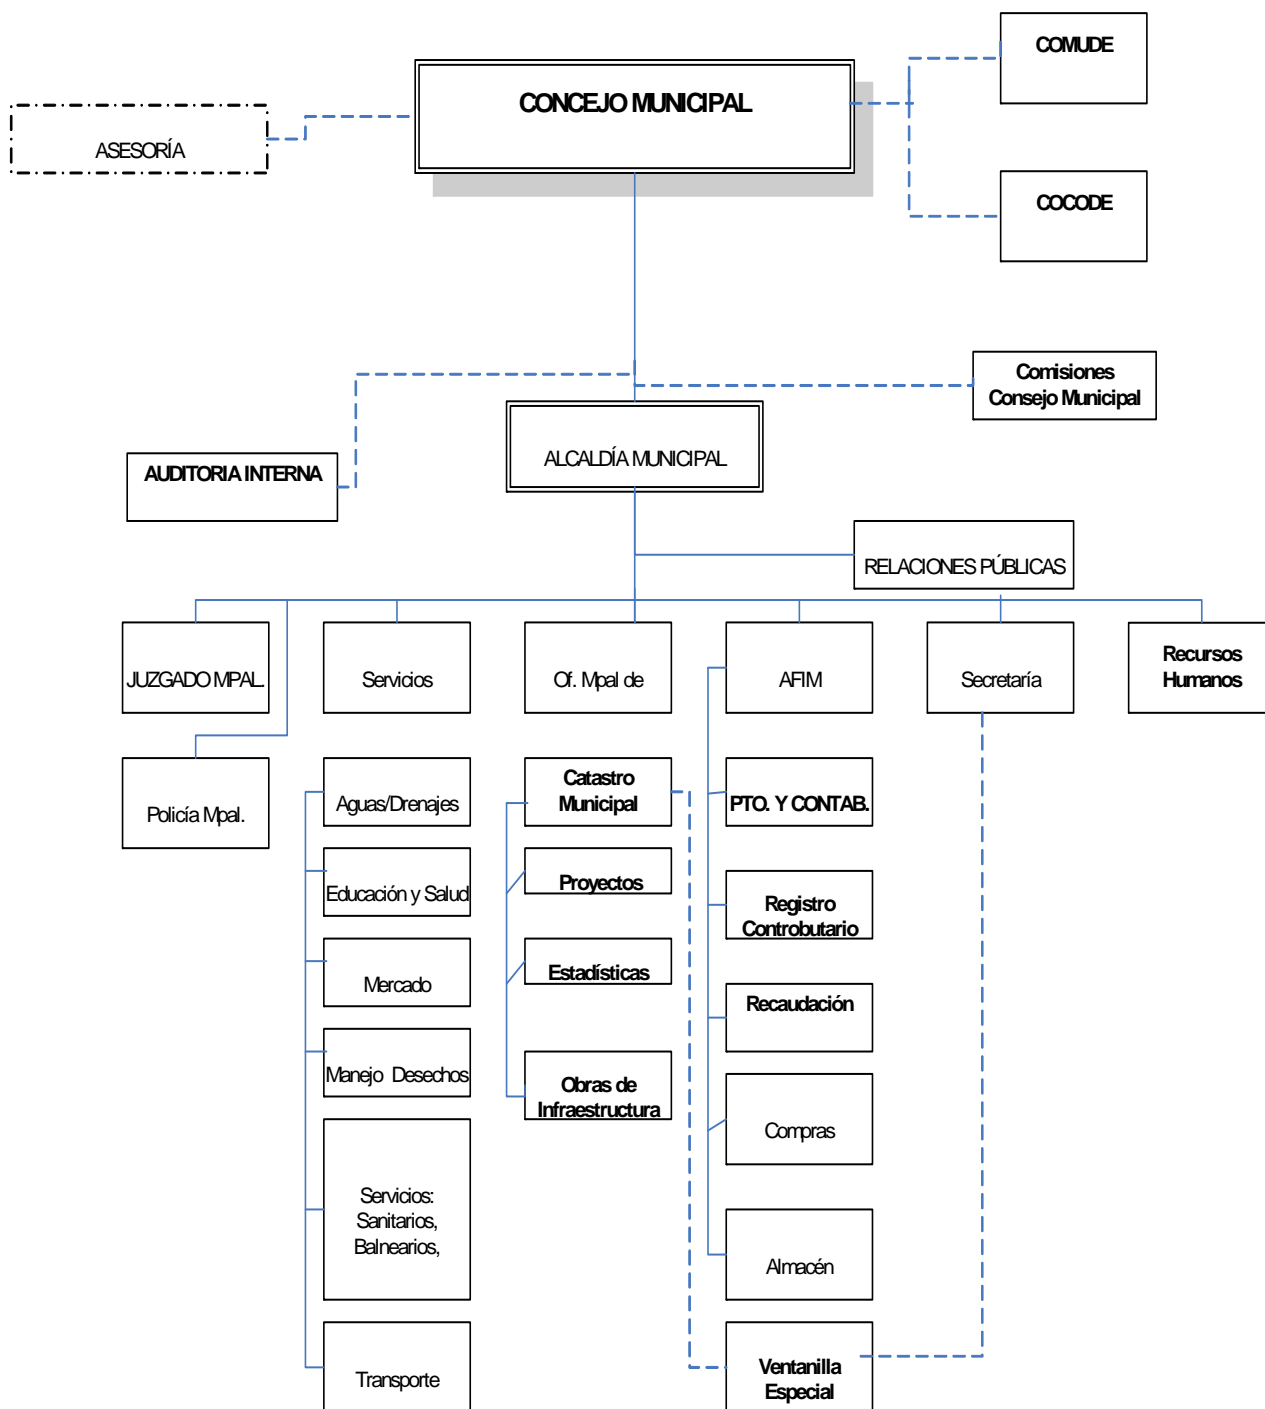 COMUDE
CONCEJO MUNICIPAL
ASESORÍA
COCODE
Comisiones
Consejo Municipal
ALCALDÍA MUNICIPAL
AUDITORIA INTERNA
RELACIONES PÚBLICAS
JUZGADO MPAL.
Servicios
Of. Mpal de
AFIM
Secretaría
Recursos
Humanos
Policía Mpal.
Aguas/Drenajes
Catastro
Municipal
PTO. Y CONTAB.
Educación y Salud
Proyectos
Registro
Controbutario
Mercado
Estadísticas
Recaudación
Manejo Desechos
Obras de
Infraestructura
Compras
Servicios:
Sanitarios,
Balnearios,
Almacén
Transporte
Ventanilla
Especial